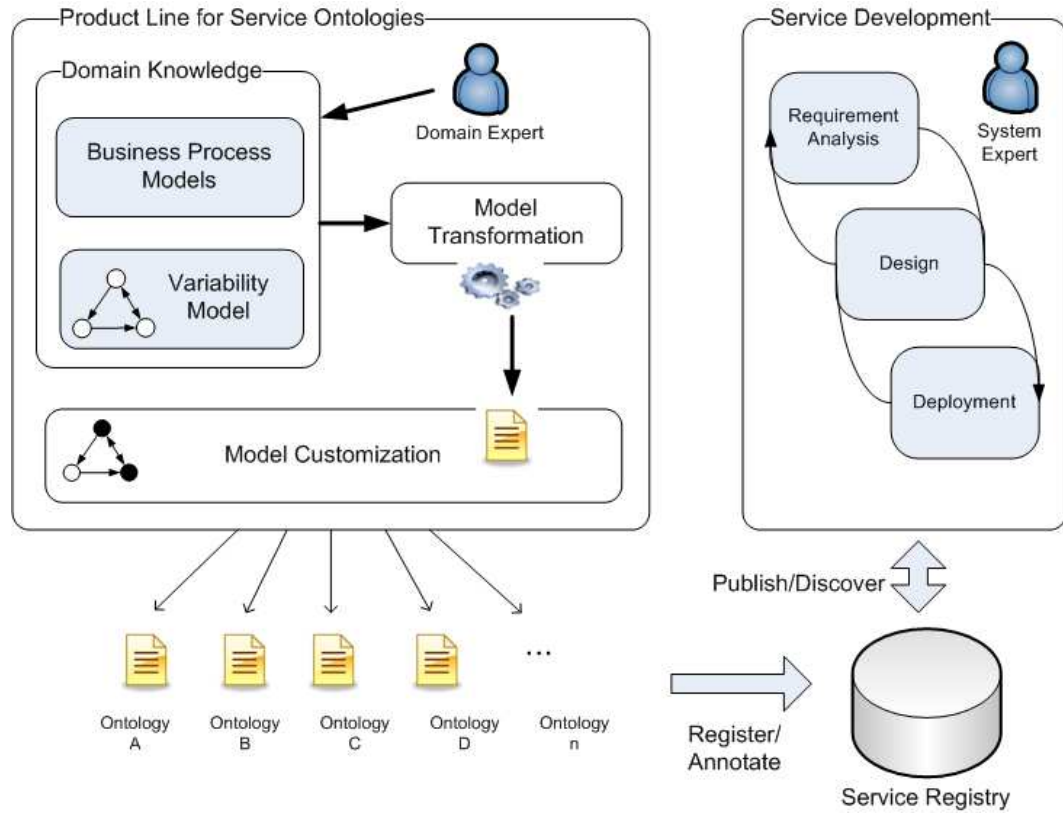 Product Line for Service Ontologies
Domain Knowledge
Business Process
Models
Variability
Model
Domain Expert
Model
Transformation
Model Customization
Ontology
A
Ontology
B
Ontology
C
Ontology
D
...
Ontology
n
Service Development
Requirement
Analysis
System
Expert
Design
Deployment
Publish/Discover
Register/
Annotate
Service Registry